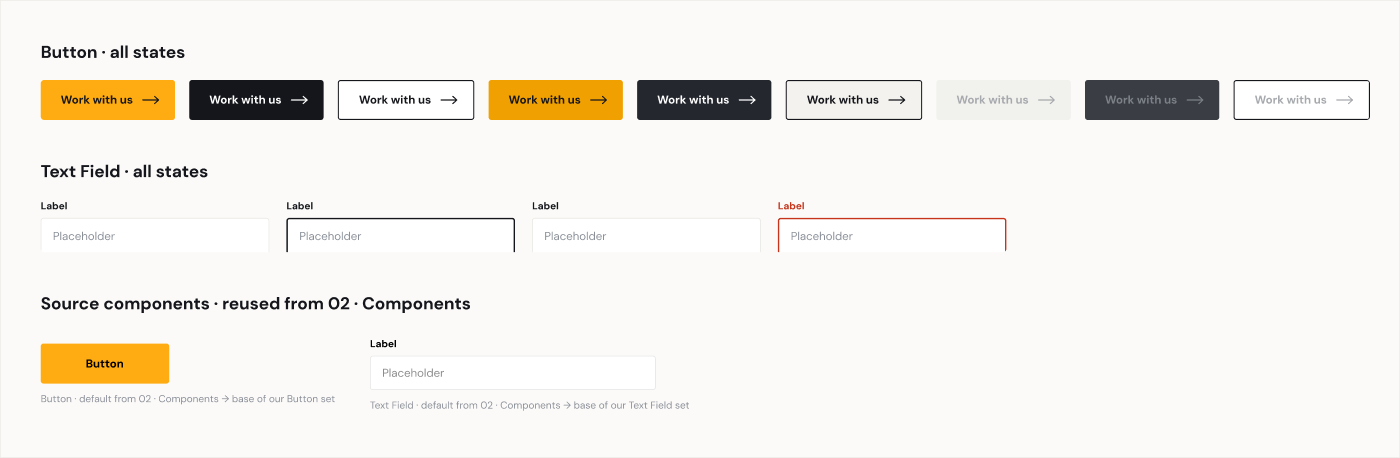 Button · all states
Work with us → Work with us → Work with us → Work with us → Work with us → Work with us → Work with us → Work with us → Work with us →
Text Field · all states
Label Label Label Label
Placeholder Placeholder Placeholder Placeholder
Source components · reused from 02 · Components
Label
Button
Placeholder
Button · default from 02 · Components → base of our Button set
Text Field · default from 02 · Components → base of our Text Field set